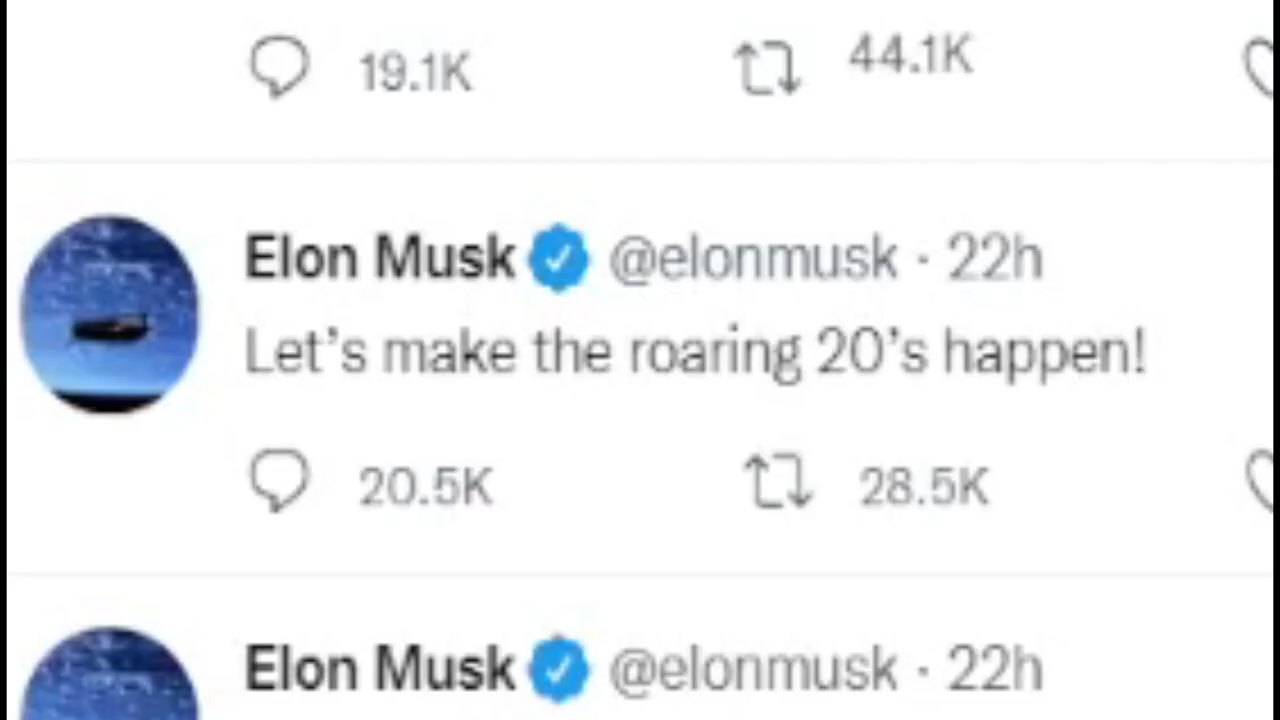 19.1K 44.1K
Elon Musk @elonmusk · 22h
Let’s make the roaring 20’s happen!
20.5K 28.5K
Elon Musk @elonmusk · 22h